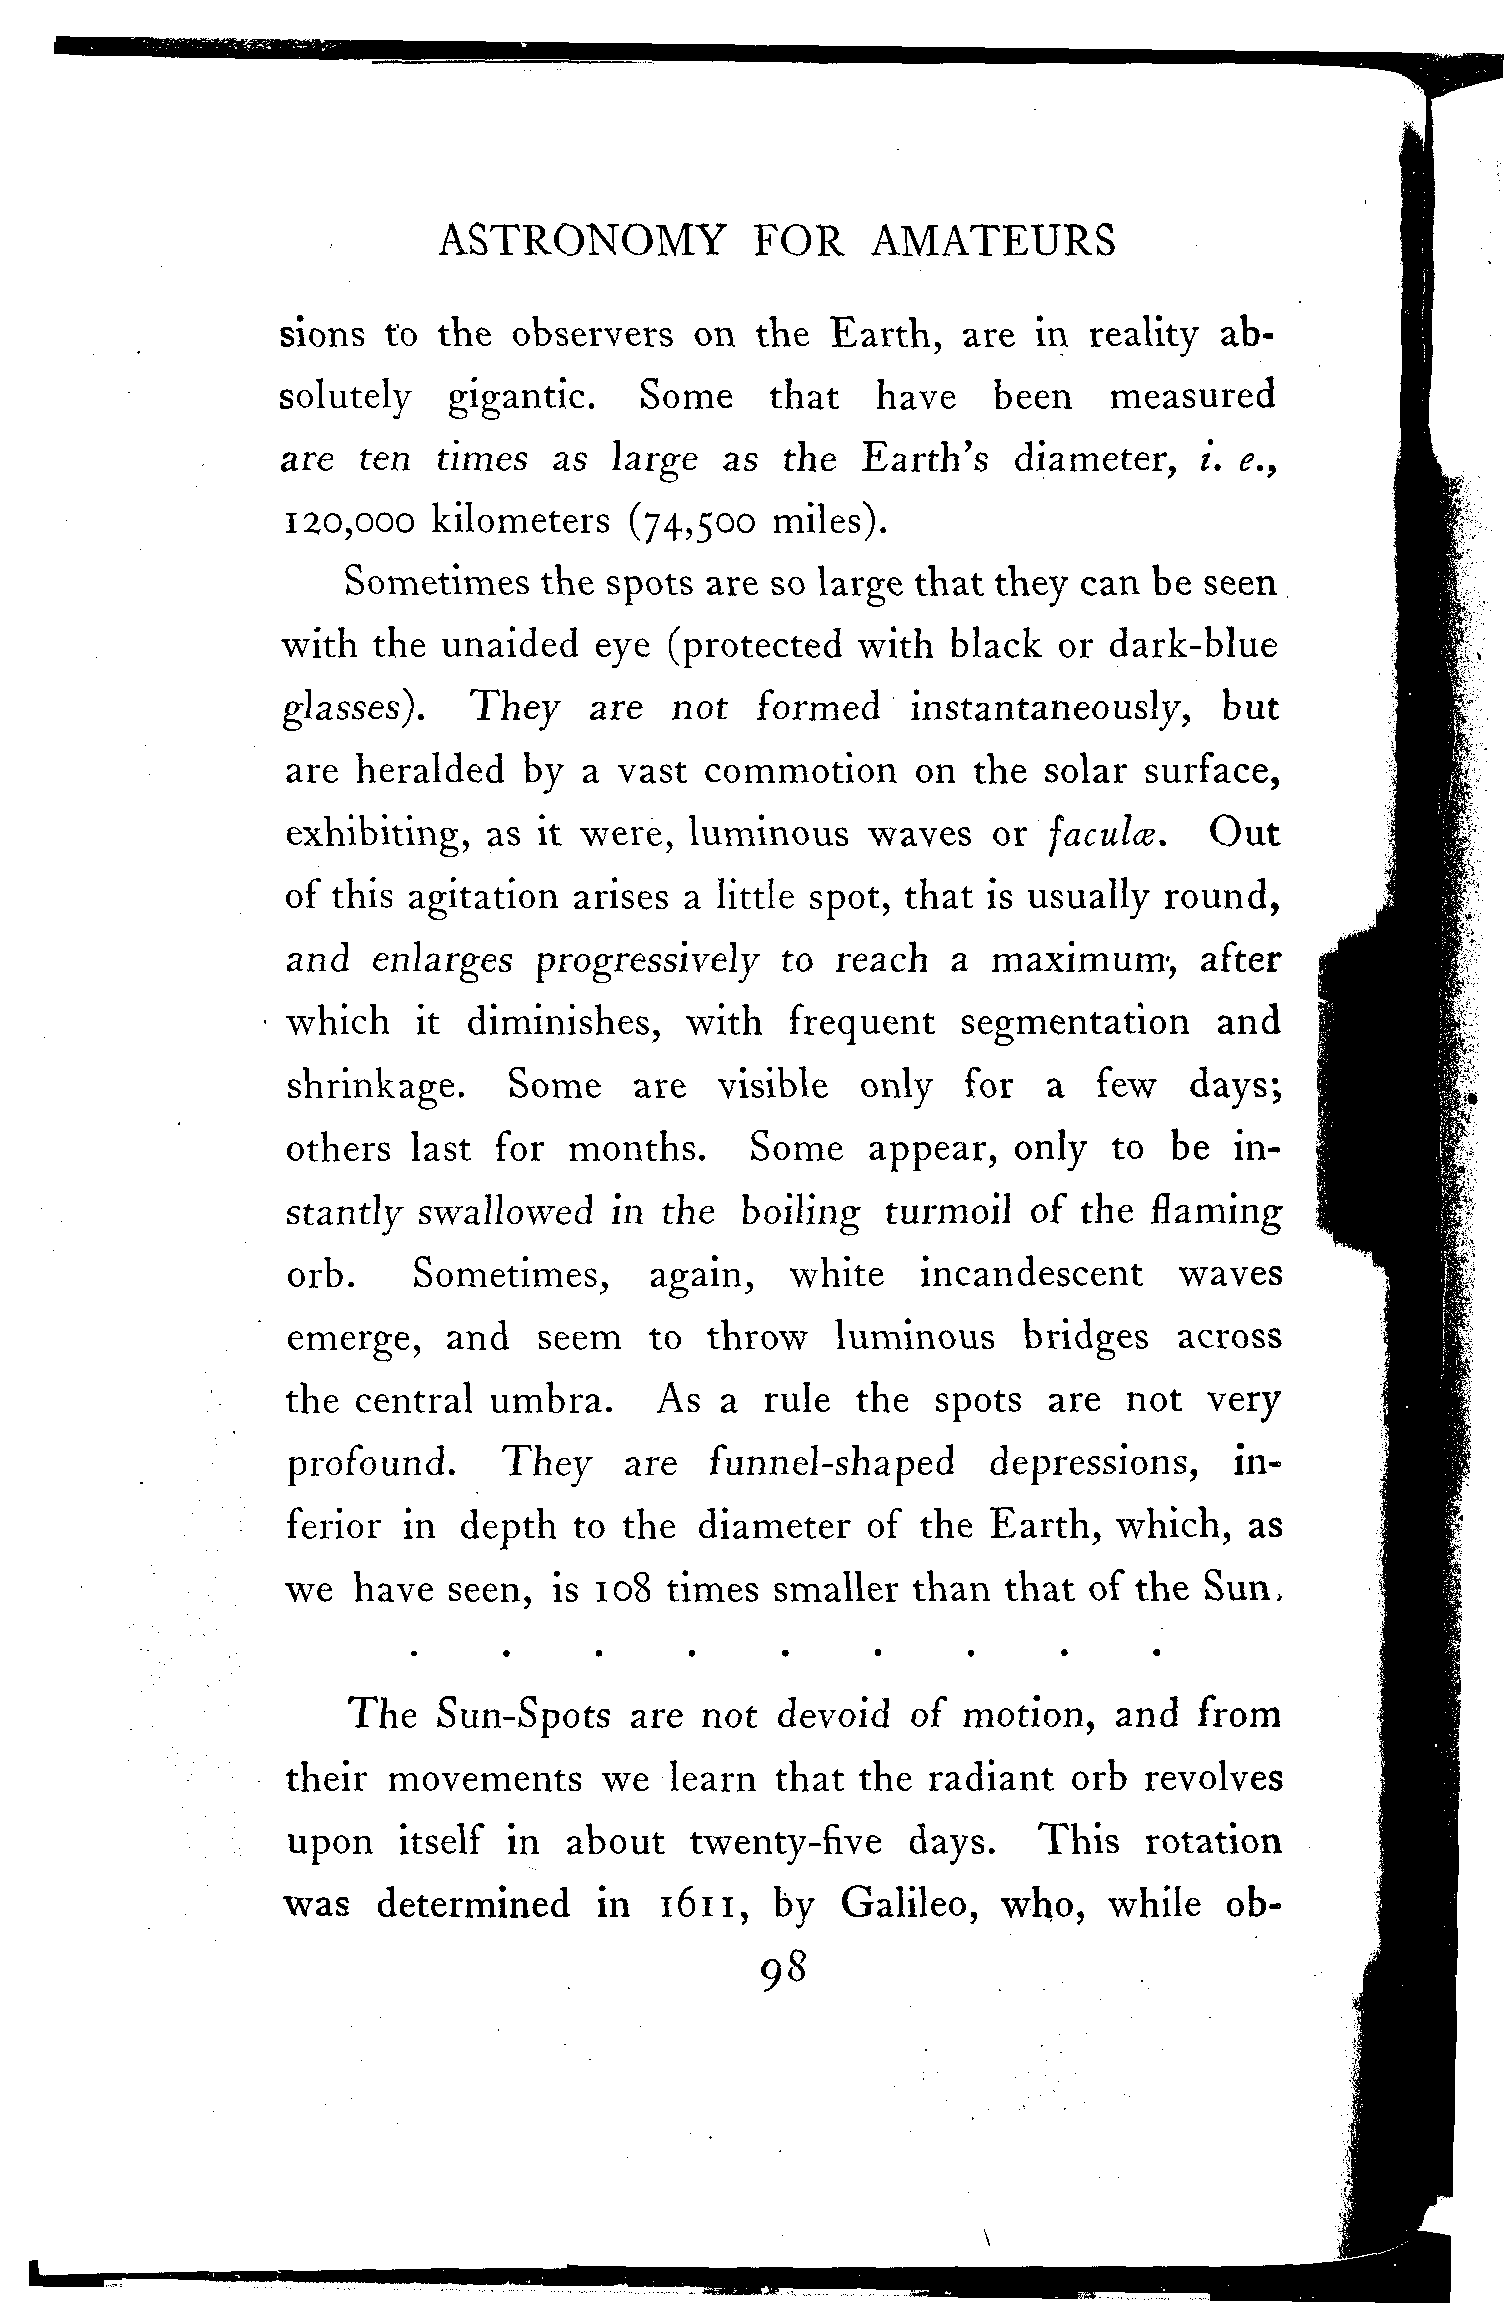 ASTRONOMY FOR AMATEURS
sions to the observers on the Earth, are in reality ab-
solutely gigantic. Some that have been measured
are ten times as large as the Earth's diameter, i. e.,
120,000 kilometers (74,500 miles).
Sometimes the spots are so large that they can be seen
with the unaided eye (protected with black or dark-blue
glasses). They are not formed instantaneously, but
are heralded by a vast commotion on the solar surface,
exhibiting, as it were, luminous waves or faculæ. Out
of this agitation arises a little spot, that is usually round,
and enlarges progressively to reach a maximum, after
which it diminishes, with frequent segmentation and
shrinkage. Some are visible only for a few days;
others last for months. Some appear, only to be in-
stantly swallowed in the boiling turmoil of the flaming
orb. Sometimes, again, white incandescent waves
emerge, and seem to throw luminous bridges across
the central umbra. As a rule the spots are not very
profound. They are funnel-shaped depressions, in-
ferior in depth to the diameter of the Earth, which, as
we have seen, is 108 times smaller than that of the Sun.
. . . . . . . . .
The Sun-Spots are not devoid of motion, and from
their movements we learn that the radiant orb revolves
upon itself in about twenty-five days. This rotation
was determined in 1611, by Galileo, who, while ob-
98